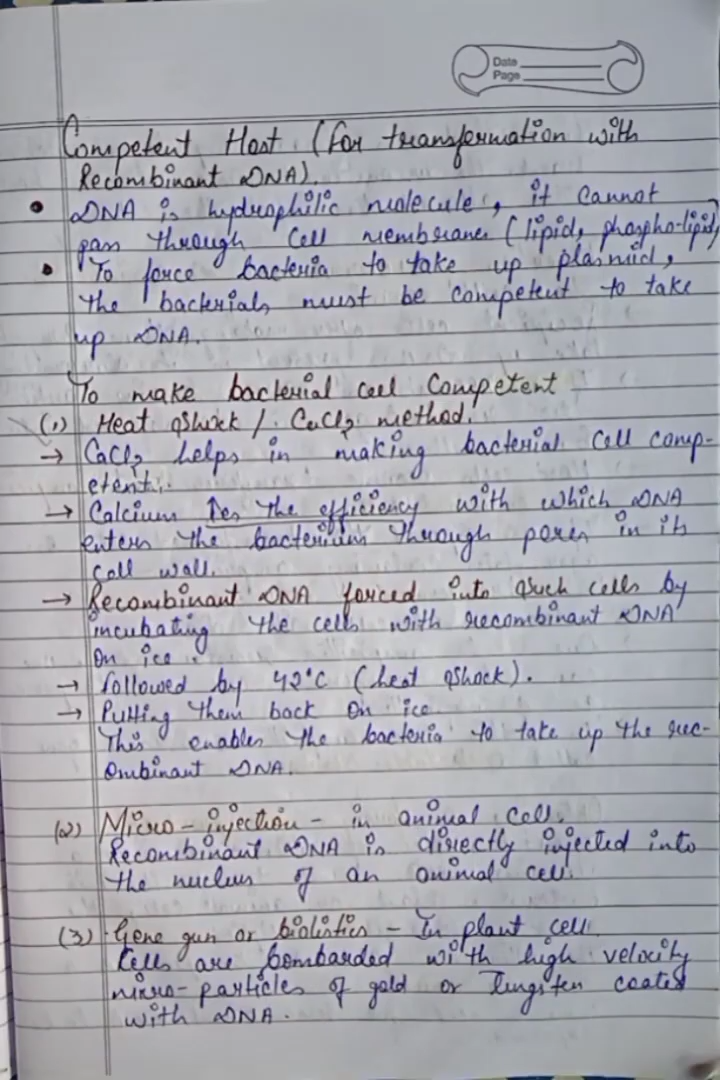 Date
Page
Competent Host (For transformation with
Recombinant DNA).
• DNA is hydrophilic molecule, it cannot
pass through cell membranes (lipid, phospho-lipid)
• To force bacteria to take up plasmid,
the bacterials must be competent to take
up DNA.
To make bacterial cell Competent
(1) Heat Shock / CaCl2 method.
→ CaCl2 helps in making bacterial cell comp-
etent.
→ Calcium ↑es the efficiency with which DNA
enters the bacterium through pores in its
cell wall.
→ Recombinant DNA forced into such cells by
incubating the cells with recombinant DNA
on ice.
→ followed by 42°C (heat shock).
→ Putting them back on ice.
This enables the bacteria to take up the rec-
ombinant DNA.
(2) Micro-injection - in animal cell.
Recombinant DNA is directly injected into
the nucleus of an animal cell.
(3) Gene gun or biolistics - In plant cell.
Cells are bombarded with high velocity
micro-particles of gold or Tungsten coated
with DNA.